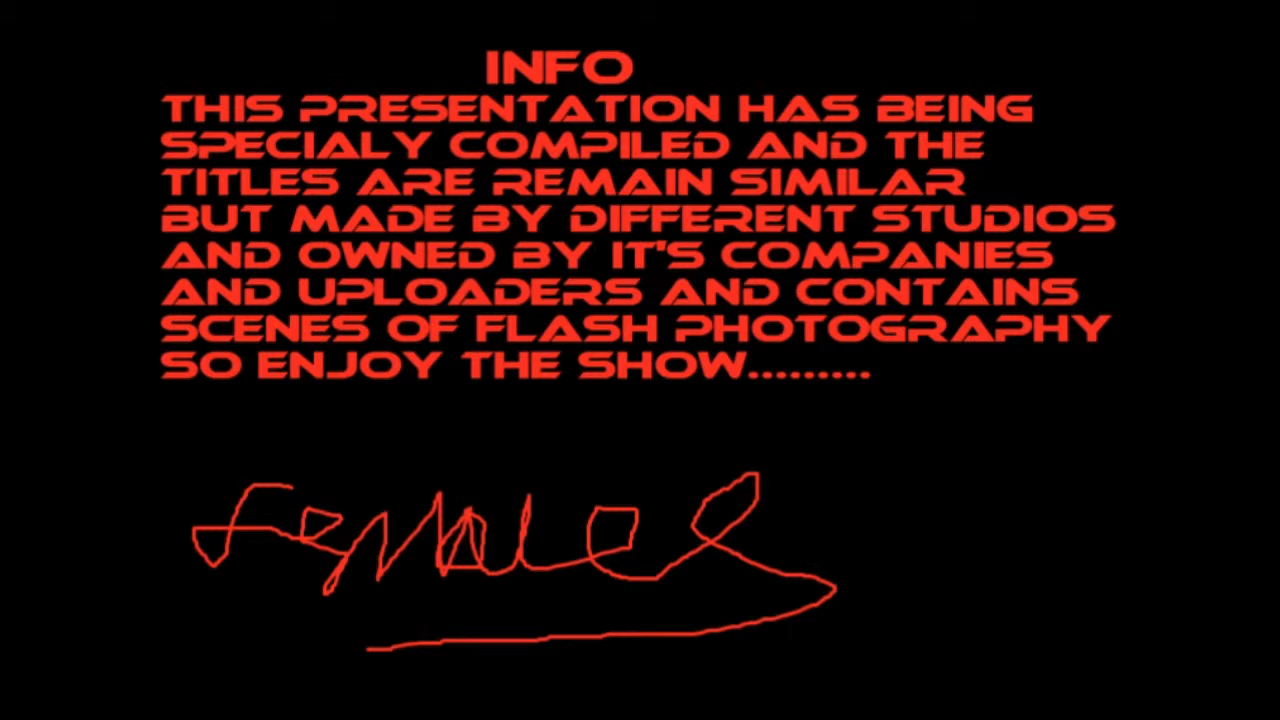 INFO
THIS PRESENTATION HAS BEING
SPECIALY COMPILED AND THE
TITLES ARE REMAIN SIMILAR
BUT MADE BY DIFFERENT STUDIOS
AND OWNED BY IT'S COMPANIES
AND UPLOADERS AND CONTAINS
SCENES OF FLASH PHOTOGRAPHY
SO ENJOY THE SHOW.........